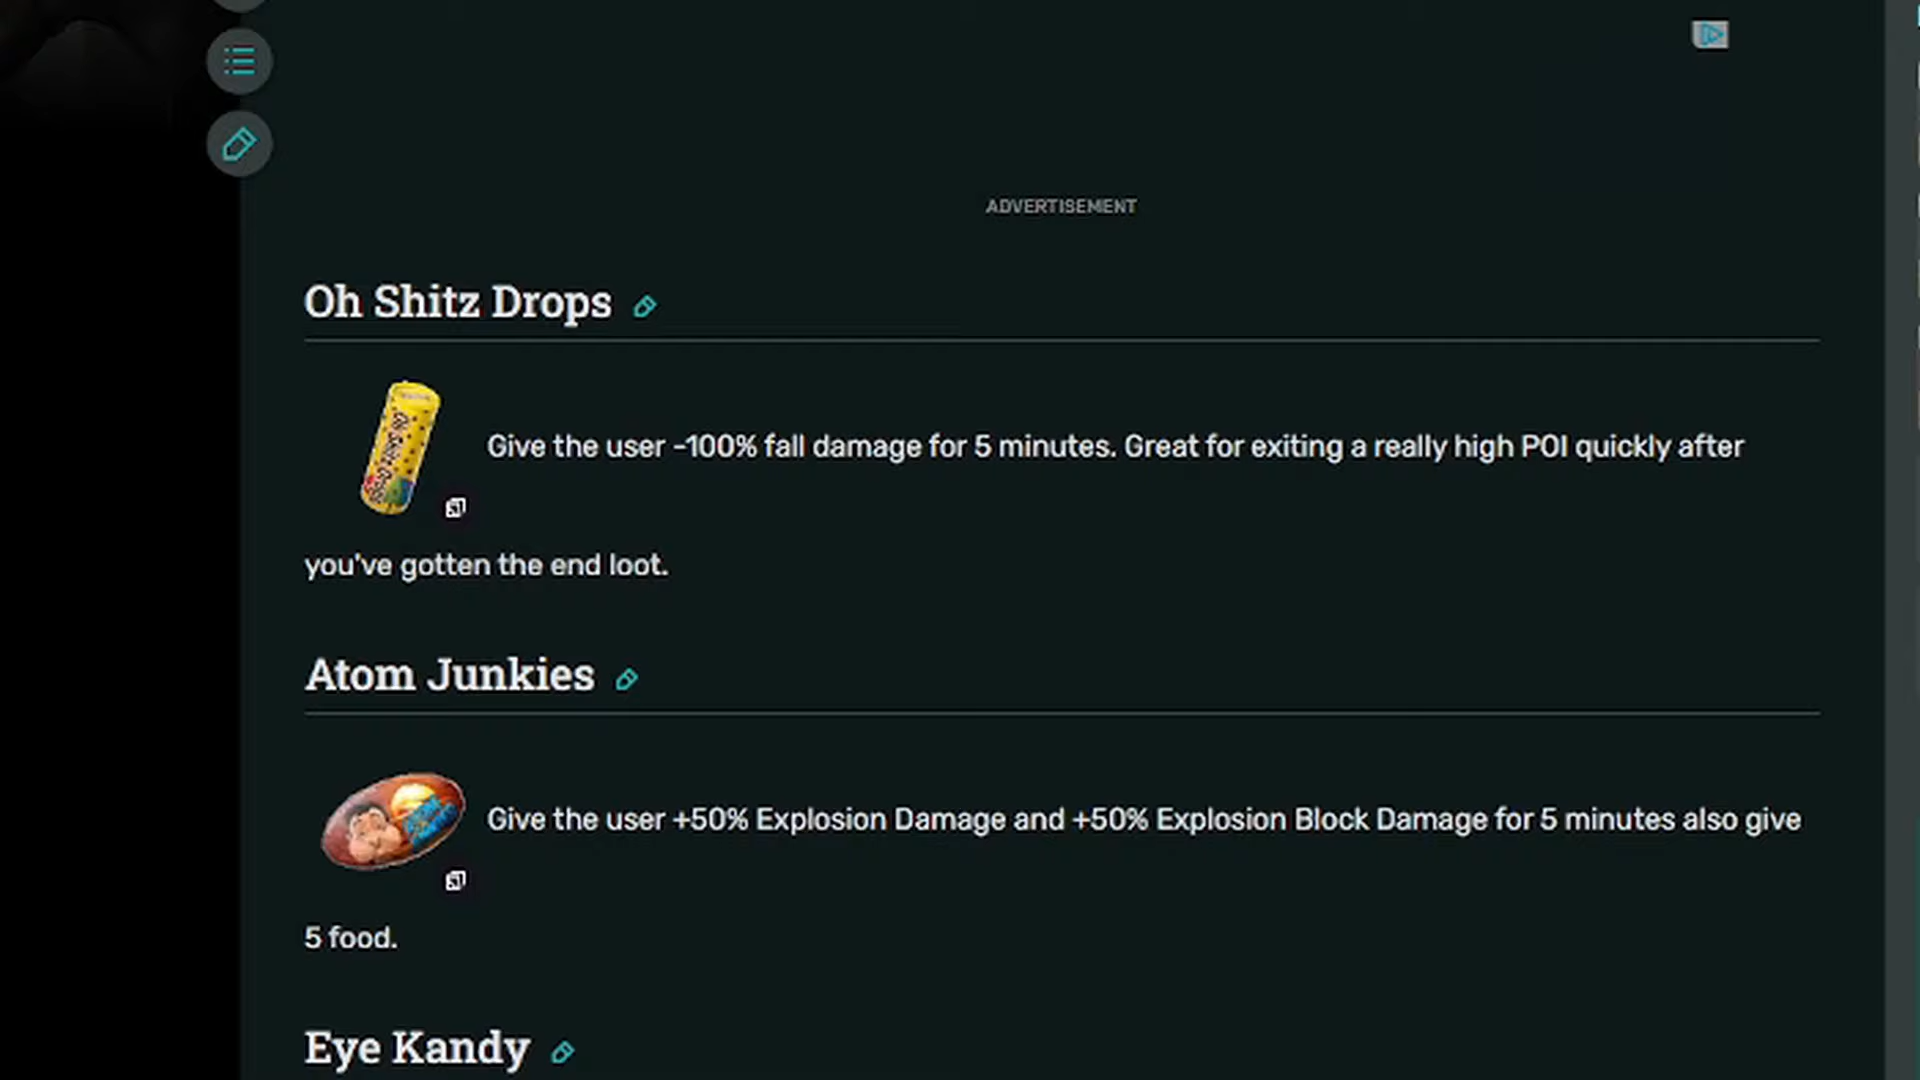 ADVERTISEMENT
Oh Shitz Drops
Give the user -100% fall damage for 5 minutes. Great for exiting a really high POI quickly after
you've gotten the end loot.
Atom Junkies
Give the user +50% Explosion Damage and +50% Explosion Block Damage for 5 minutes also give
5 food.
Eye Kandy